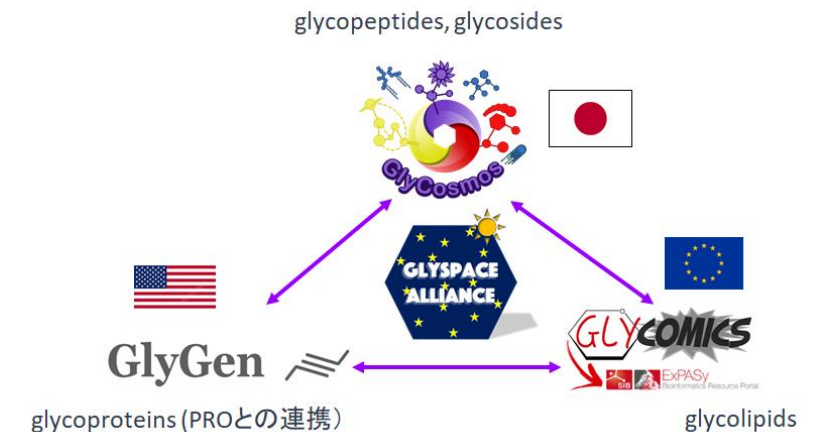 glycopeptides, glycosides
GlyCosmos
GLYSPACE
ALLIANCE
GLYCOMICS
GlyGen
SIB
ExPASy
Bioinformatics Resource Portal
glycoproteins (PROとの連携）
glycolipids